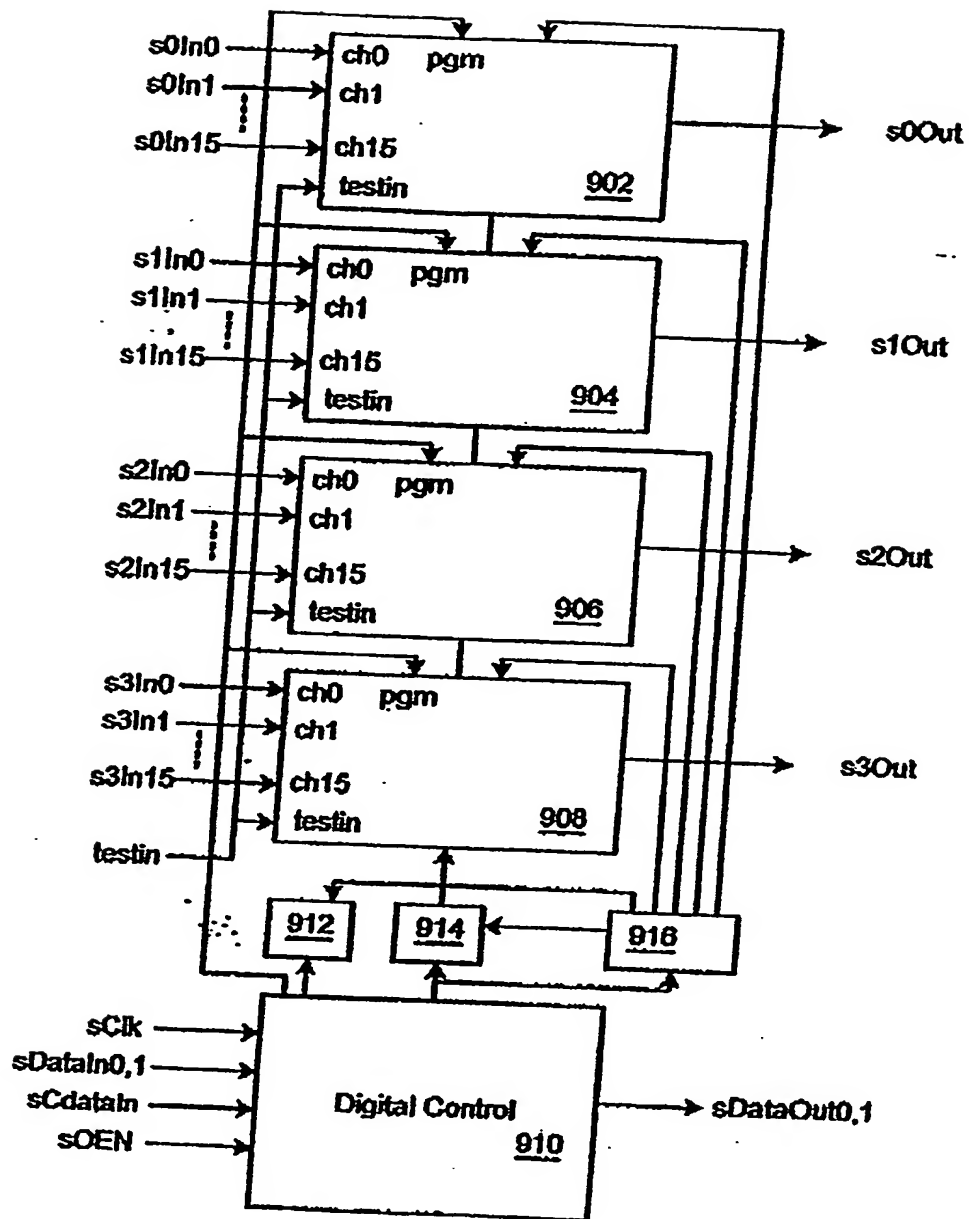 s0In0 ch0 pgm
s0In1 ch1
s0Out
s0In15 ch15
testin 902
s1In0 ch0 pgm
s1In1 ch1
s1Out
s1In15 ch15
testin 904
s2In0 ch0 pgm
s2In1 ch1
s2Out
s2In15 ch15
testin 906
s3In0 ch0 pgm
s3In1 ch1
s3Out
s3In15 ch15
testin 908
testin
912 914 916
sClk
sDataIn0,1
sCdataIn
sOEN
Digital Control
910
sDataOut0,1